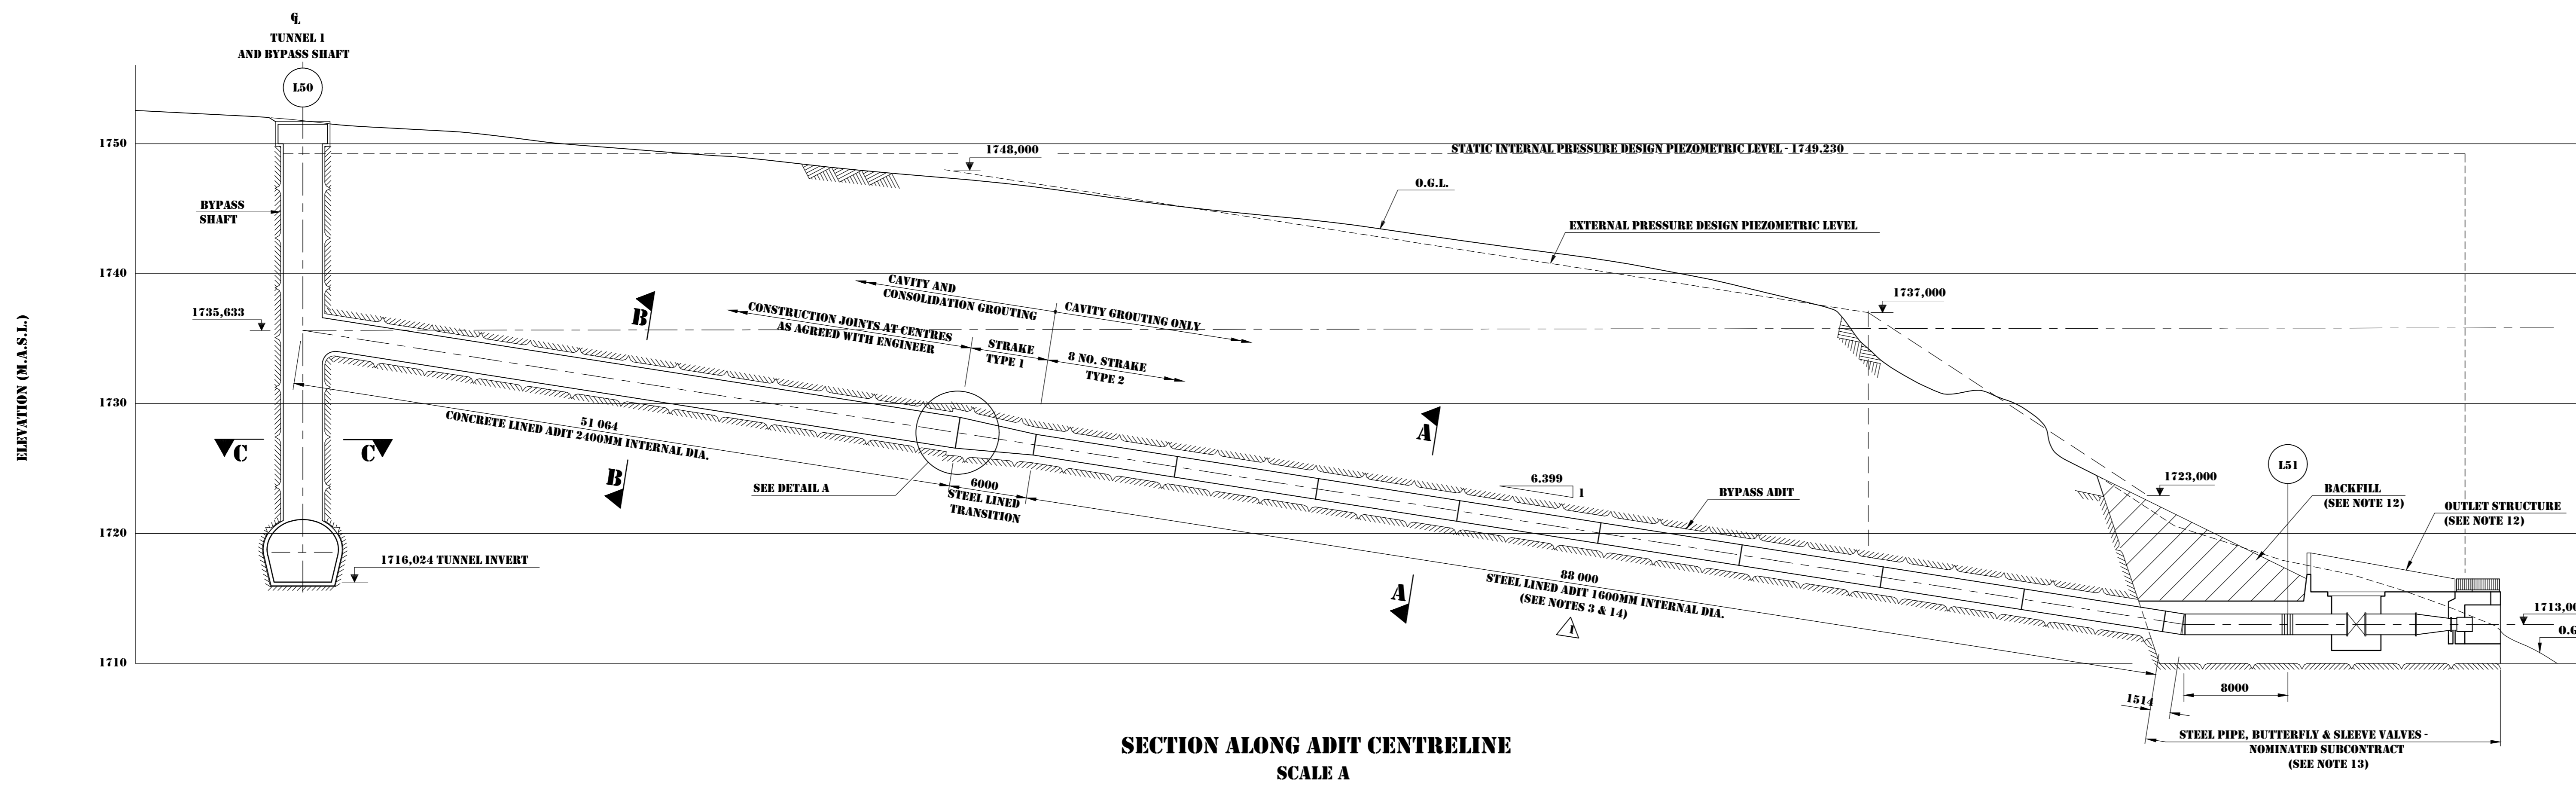 ℄
TUNNEL 1
AND BYPASS SHAFT
L50
1750
1740
1730
1720
1710
ELEVATION (M.A.S.L.)
BYPASS
SHAFT
1735,633
C
C
1716,024 TUNNEL INVERT
1748,000
STATIC INTERNAL PRESSURE DESIGN PIEZOMETRIC LEVEL - 1749.230
O.G.L.
EXTERNAL PRESSURE DESIGN PIEZOMETRIC LEVEL
1737,000
B
CAVITY AND
CONSOLIDATION GROUTING
CAVITY GROUTING ONLY
CONSTRUCTION JOINTS AT CENTRES
AS AGREED WITH ENGINEER
STRAKE
TYPE 1
8 NO. STRAKE
TYPE 2
51 064
CONCRETE LINED ADIT 2400MM INTERNAL DIA.
B
SEE DETAIL A
6000
STEEL LINED
TRANSITION
A
6.399
1
BYPASS ADIT
88 000
STEEL LINED ADIT 1600MM INTERNAL DIA.
(SEE NOTES 3 & 14)
A
1
1723,000
L51
BACKFILL
(SEE NOTE 12)
OUTLET STRUCTURE
(SEE NOTE 12)
1713,00
O.G
1514
8000
STEEL PIPE, BUTTERFLY & SLEEVE VALVES -
NOMINATED SUBCONTRACT
(SEE NOTE 13)
SECTION ALONG ADIT CENTRELINE
SCALE A